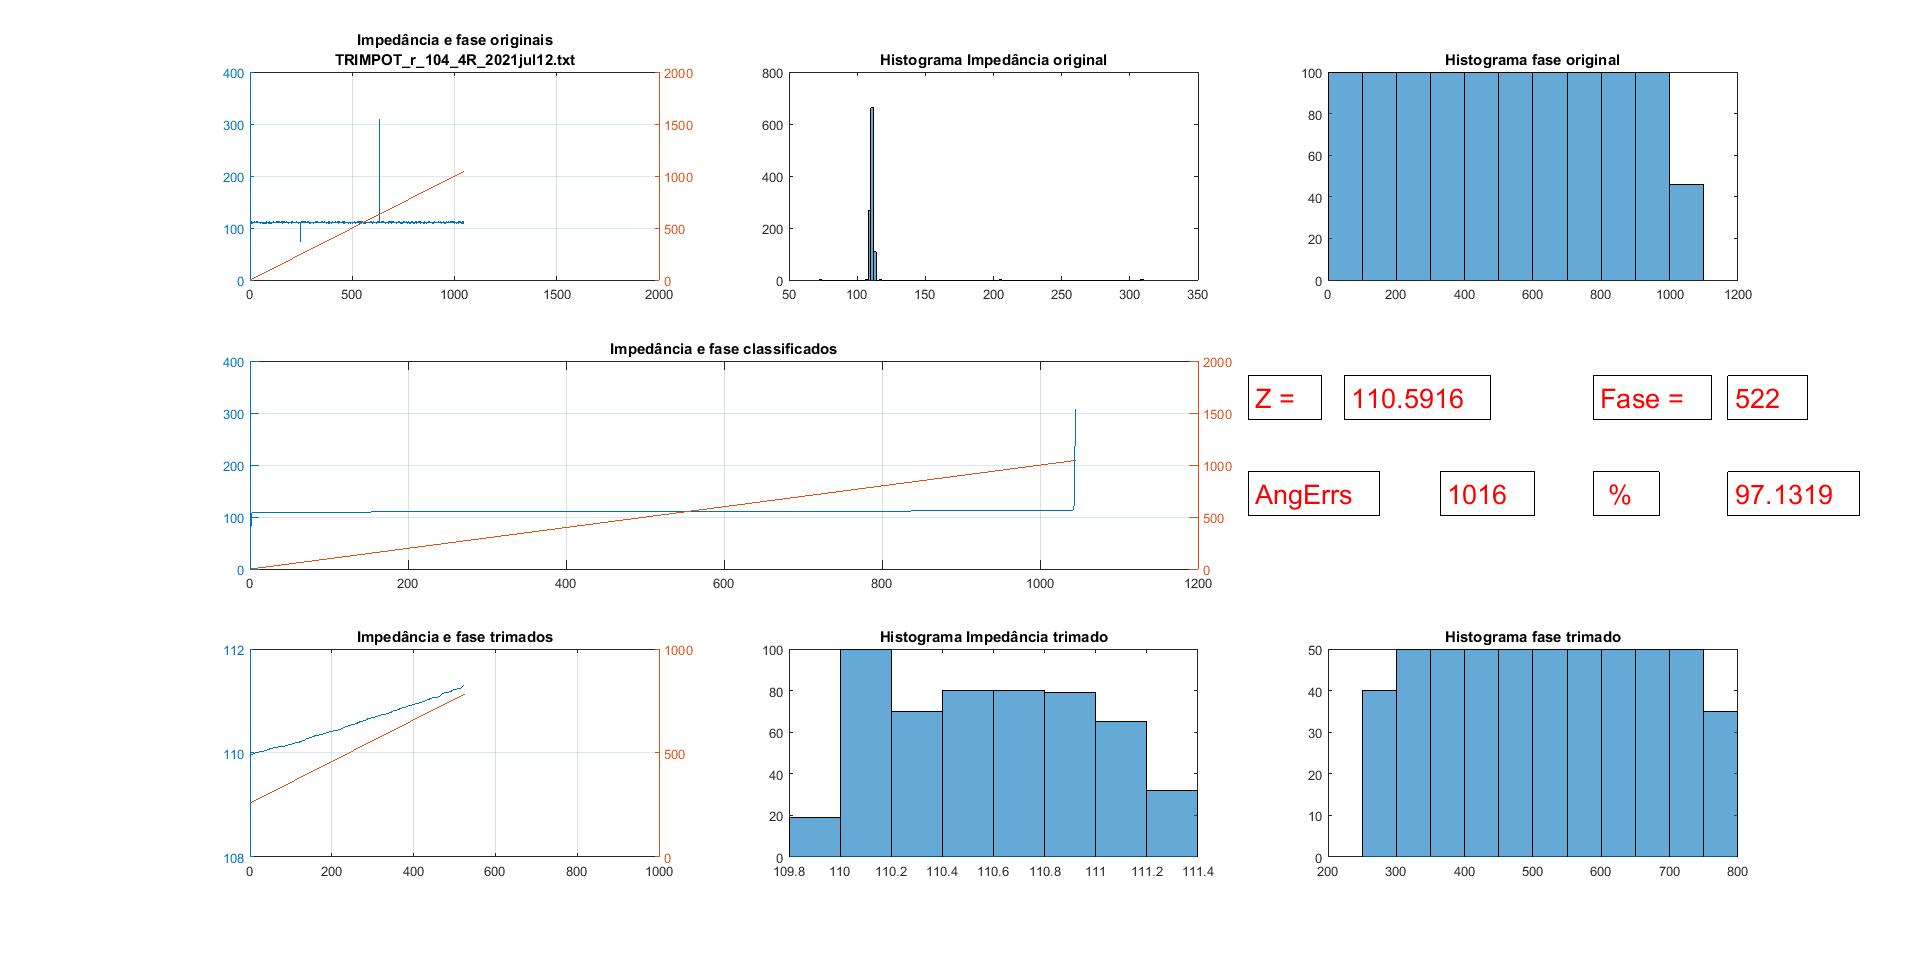 Impedância e fase originais
TRIMPOT_r_104_4R_2021jul12.txt
400
300
200
100
0
2000
1500
1000
500
0
0 500 1000 1500 2000
Histograma Impedância original
800
600
400
200
0
50 100 150 200 250 300 350
Histograma fase original
100
80
60
40
20
0
0 200 400 600 800 1000 1200
Impedância e fase classificados
400
300
200
100
0
2000
1500
1000
500
0
0 200 400 600 800 1000 1200
Z = 110.5916 Fase = 522
AngErrs 1016 % 97.1319
Impedância e fase trimados
112
110
108
1000
500
0
0 200 400 600 800 1000
Histograma Impedância trimado
100
80
60
40
20
0
109.8 110 110.2 110.4 110.6 110.8 111 111.2 111.4
Histograma fase trimado
50
40
30
20
10
0
200 300 400 500 600 700 800